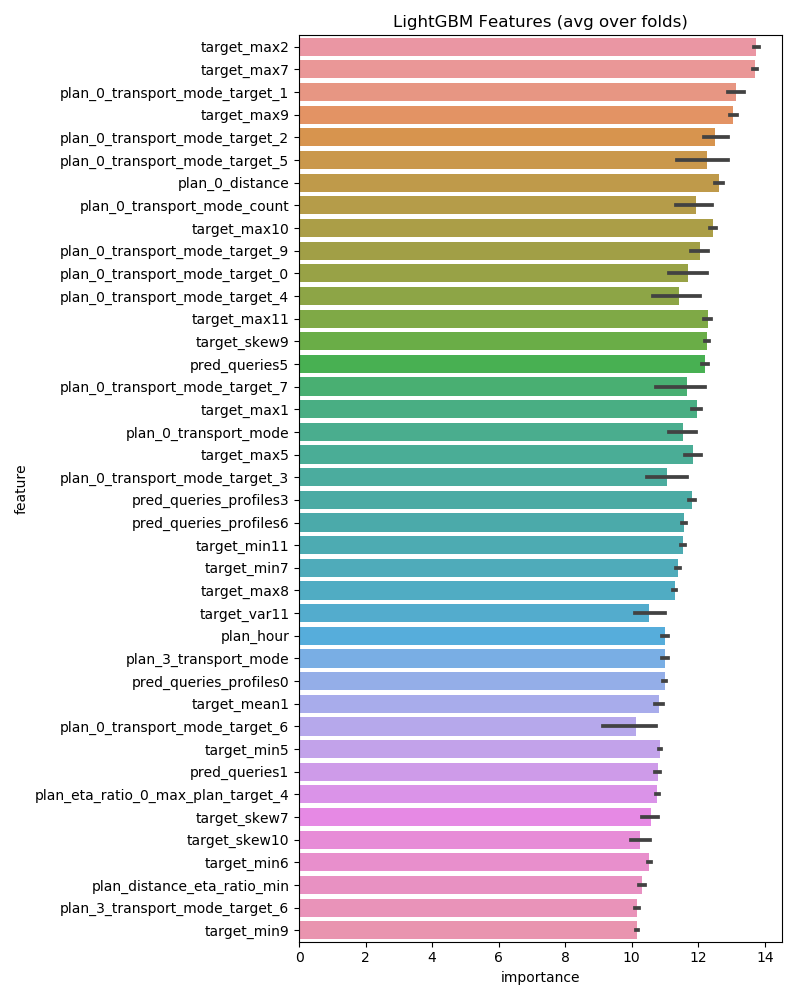 LightGBM Features (avg over folds)
target_max2
target_max7
plan_0_transport_mode_target_1
target_max9
plan_0_transport_mode_target_2
plan_0_transport_mode_target_5
plan_0_distance
plan_0_transport_mode_count
target_max10
plan_0_transport_mode_target_9
plan_0_transport_mode_target_0
plan_0_transport_mode_target_4
target_max11
target_skew9
pred_queries5
plan_0_transport_mode_target_7
target_max1
plan_0_transport_mode
target_max5
plan_0_transport_mode_target_3
pred_queries_profiles3
pred_queries_profiles6
target_min11
target_min7
target_max8
target_var11
plan_hour
plan_3_transport_mode
pred_queries_profiles0
target_mean1
plan_0_transport_mode_target_6
target_min5
pred_queries1
plan_eta_ratio_0_max_plan_target_4
target_skew7
target_skew10
target_min6
plan_distance_eta_ratio_min
plan_3_transport_mode_target_6
target_min9
feature
0 2 4 6 8 10 12 14
importance